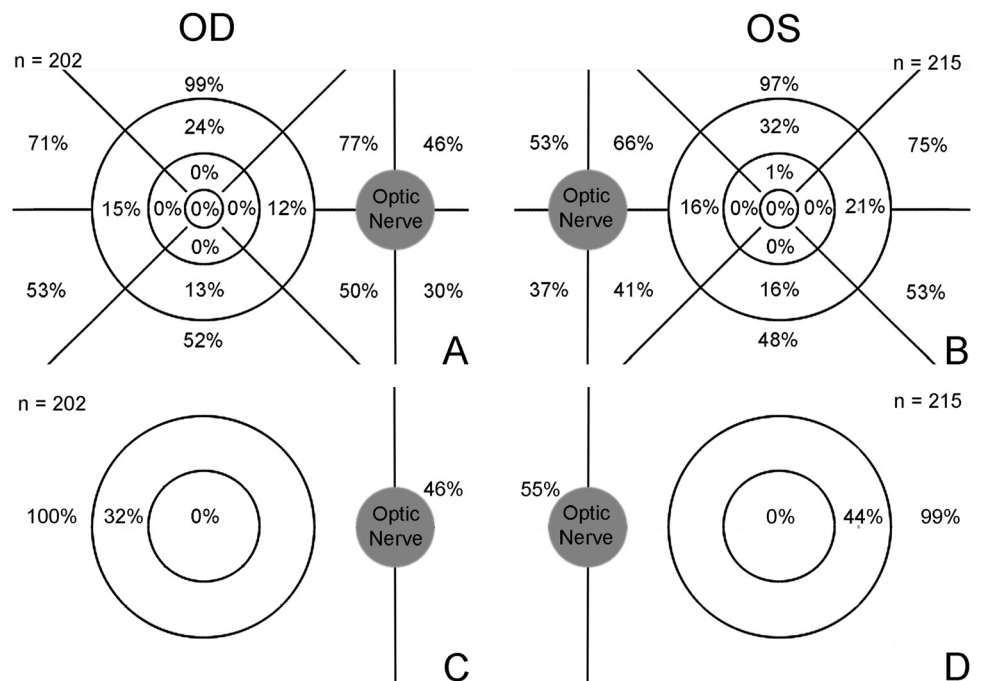 OD
OS
n = 202
n = 215
99%
97%
71%
24%
77%
46%
53%
66%
32%
75%
0%
1%
15%
0%
0%
0%
12%
Optic
Nerve
Optic
Nerve
16%
0%
0%
0%
21%
0%
0%
53%
13%
50%
30%
37%
41%
16%
53%
52%
48%
A
B
n = 202
n = 215
46%
55%
100%
32%
0%
Optic
Nerve
Optic
Nerve
0%
44%
99%
C
D